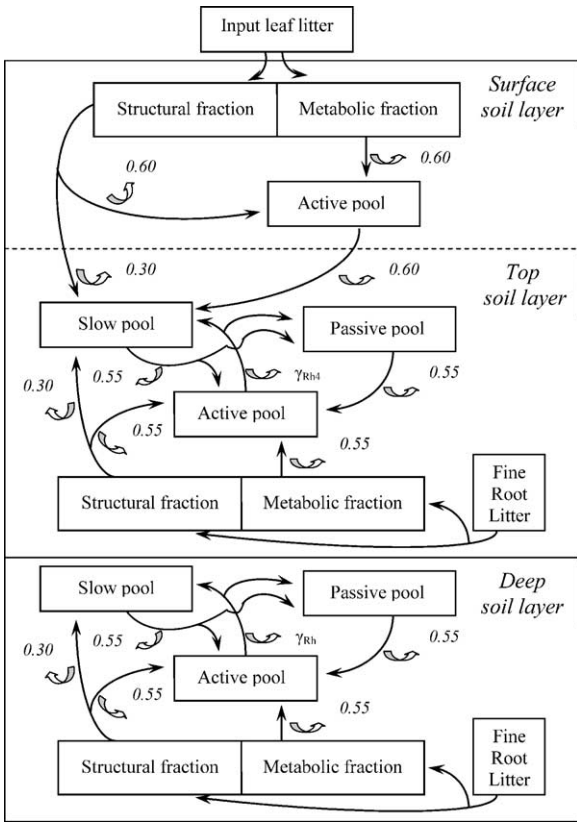 Input leaf litter
Structural fraction
Metabolic fraction
Surface
soil layer
0.60
0.60
Active pool
0.30
0.60
Top
soil layer
Slow pool
Passive pool
0.30
0.55
γRh4
0.55
Active pool
0.55
0.55
Structural fraction
Metabolic fraction
Fine
Root
Litter
Slow pool
Passive pool
Deep
soil layer
0.30
0.55
γRh
0.55
Active pool
0.55
0.55
Structural fraction
Metabolic fraction
Fine
Root
Litter